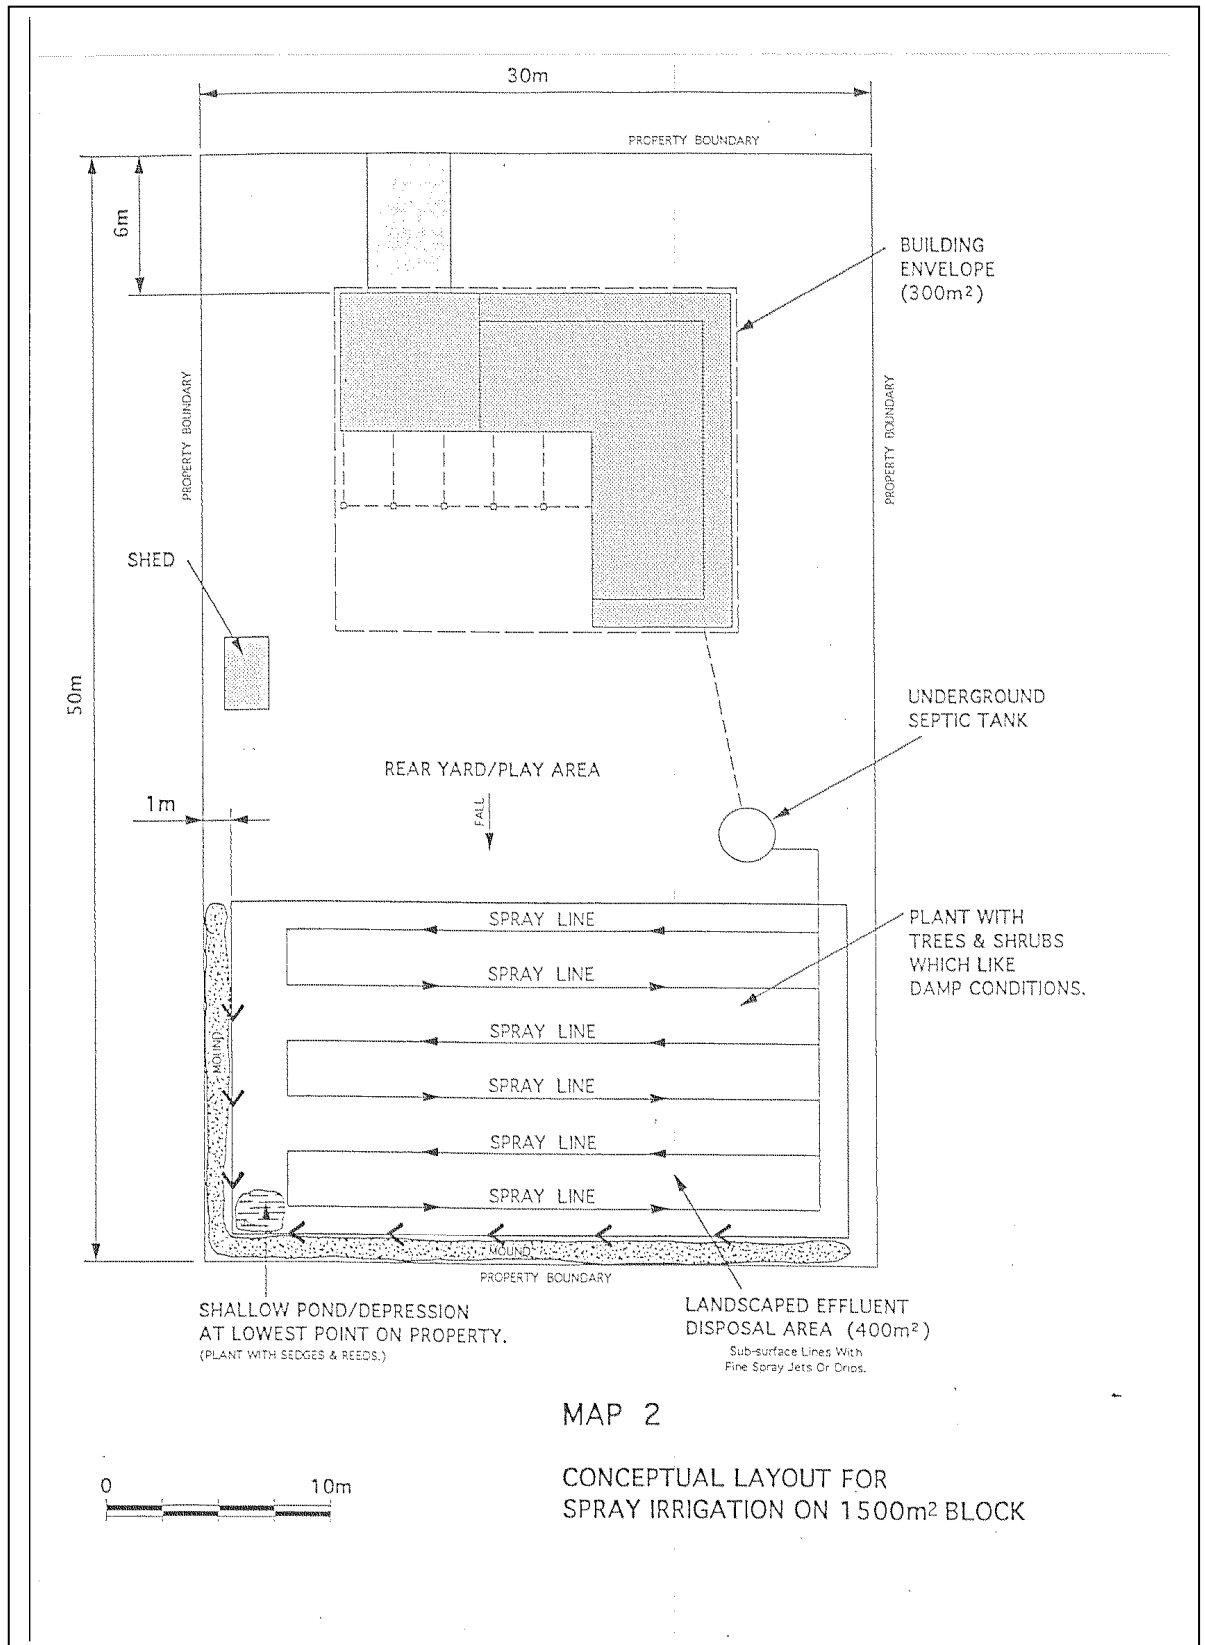 30m
PROPERTY BOUNDARY
6m
BUILDING
ENVELOPE
(300m²)
PROPERTY BOUNDARY
PROPERTY BOUNDARY
SHED
50m
UNDERGROUND
SEPTIC TANK
REAR YARD/PLAY AREA
1m
FALL
SPRAY LINE
PLANT WITH
TREES & SHRUBS
WHICH LIKE
DAMP CONDITIONS.
SPRAY LINE
SPRAY LINE
MOUND
SPRAY LINE
SPRAY LINE
SPRAY LINE
MOUND
PROPERTY BOUNDARY
SHALLOW POND/DEPRESSION
AT LOWEST POINT ON PROPERTY.
(PLANT WITH SEDGES & REEDS.)
LANDSCAPED EFFLUENT
DISPOSAL AREA (400m²)
Sub-surface Lines With
Fine Spray Jets Or Drips.
MAP 2
0 10m
CONCEPTUAL LAYOUT FOR
SPRAY IRRIGATION ON 1500m² BLOCK